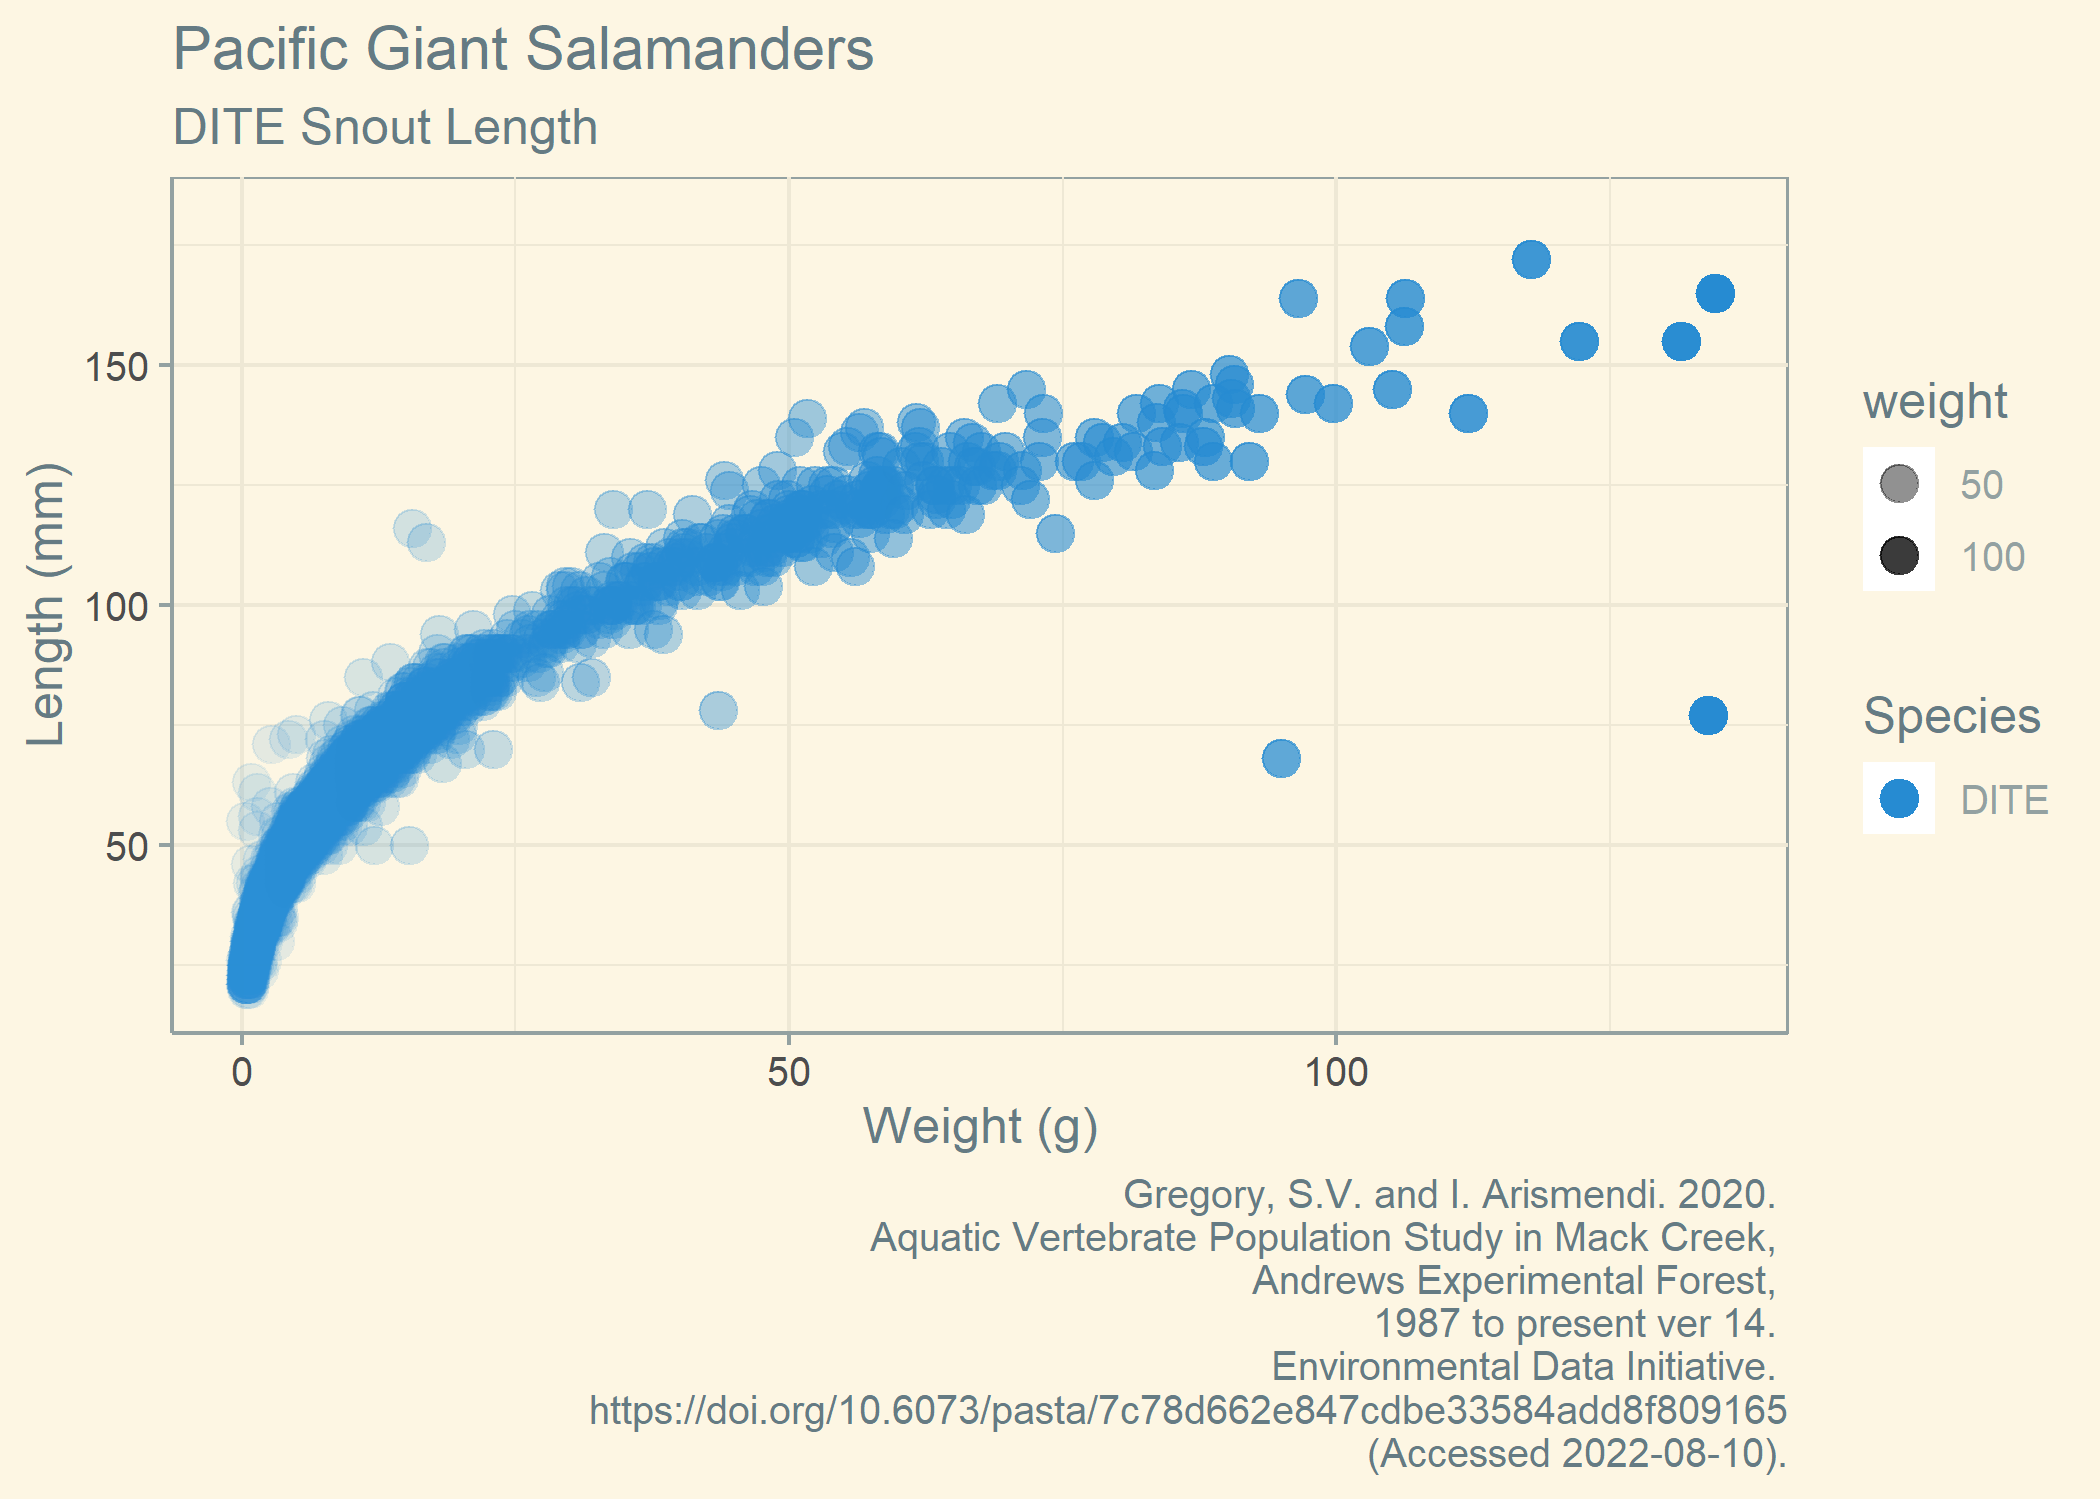 Pacific Giant Salamanders
DITE Snout Length
Length (mm)
150
100
50
0
50
100
Weight (g)
weight
50
100
Species
DITE
Gregory, S.V. and I. Arismendi. 2020.
Aquatic Vertebrate Population Study in Mack Creek,
Andrews Experimental Forest,
1987 to present ver 14.
Environmental Data Initiative.
https://doi.org/10.6073/pasta/7c78d662e847cdbe33584add8f809165
(Accessed 2022-08-10).